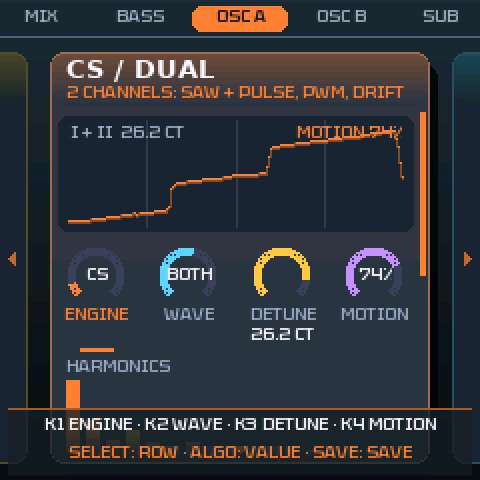 MIX BASS OSC A OSC B SUB
CS / DUAL
2 CHANNELS: SAW + PULSE, PWM, DRIFT
I + II 26.2 CT MOTION 74%
CS BOTH 74%
ENGINE WAVE DETUNE MOTION
26.2 CT
HARMONICS
K1 ENGINE · K2 WAVE · K3 DETUNE · K4 MOTION
SELECT: ROW · ALGO: VALUE · SAVE: SAVE